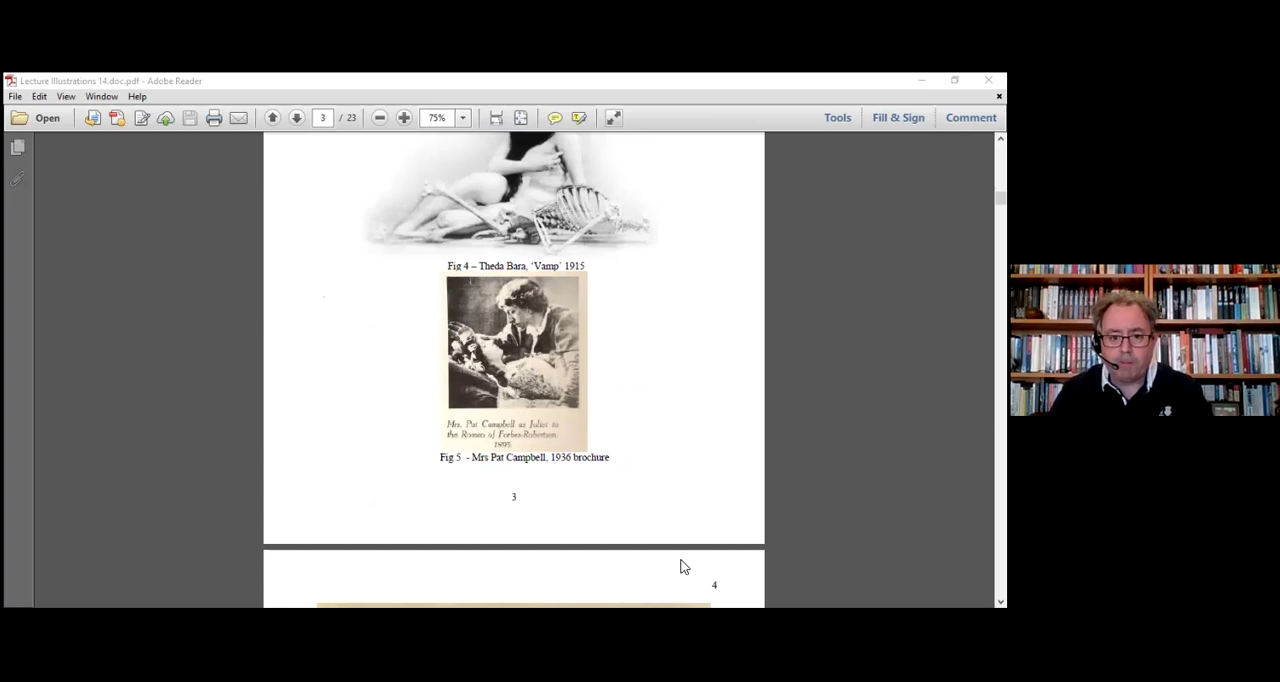 Lecture Illustrations 14.doc.pdf - Adobe Reader
File Edit View Window Help
Open 3 / 23 75% Tools Fill & Sign Comment
Fig 4 – Theda Bara, ‘Vamp’ 1915
Mrs. Pat Campbell as Juliet to
the Romeo of Forbes-Robertson.
1895.
Fig 5 - Mrs Pat Campbell, 1936 brochure
3
4